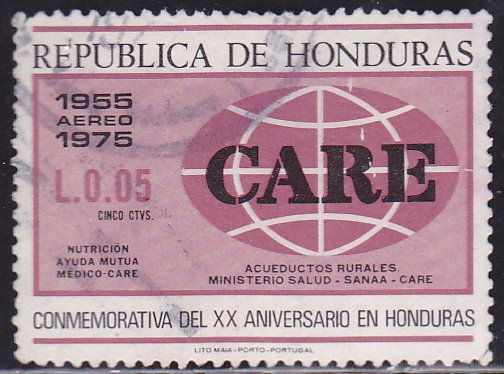 REPUBLICA DE HONDURAS
1955
AEREO
1975
CARE
L.0.05
CINCO CTVS.
NUTRICIÓN
AYUDA MUTUA
MEDICO-CARE
ACUEDUCTOS RURALES.
MINISTERIO SALUD - SANAA - CARE
CONMEMORATIVA DEL XX ANIVERSARIO EN HONDURAS
LITO MAIA - PORTO - PORTUGAL